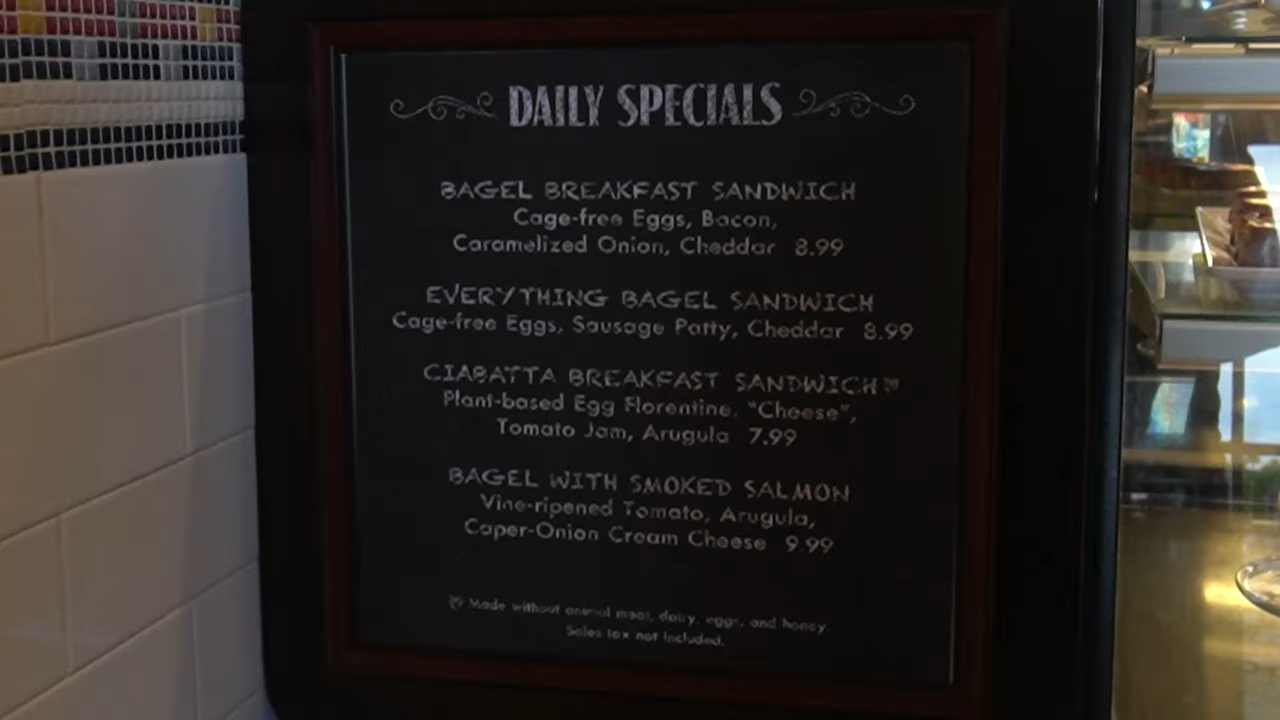 DAILY SPECIALS
BAGEL BREAKFAST SANDWICH
Cage-free Eggs, Bacon,
Caramelized Onion, Cheddar 8.99
EVERYTHING BAGEL SANDWICH
Cage-free Eggs, Sausage Patty, Cheddar 8.99
CIABATTA BREAKFAST SANDWICH
Plant-based Egg Florentine, "Cheese",
Tomato Jam, Arugula 7.99
BAGEL WITH SMOKED SALMON
Vine-ripened Tomato, Arugula,
Caper-Onion Cream Cheese 9.99
Made without animal meat, dairy, eggs, and honey.
Sales tax not included.